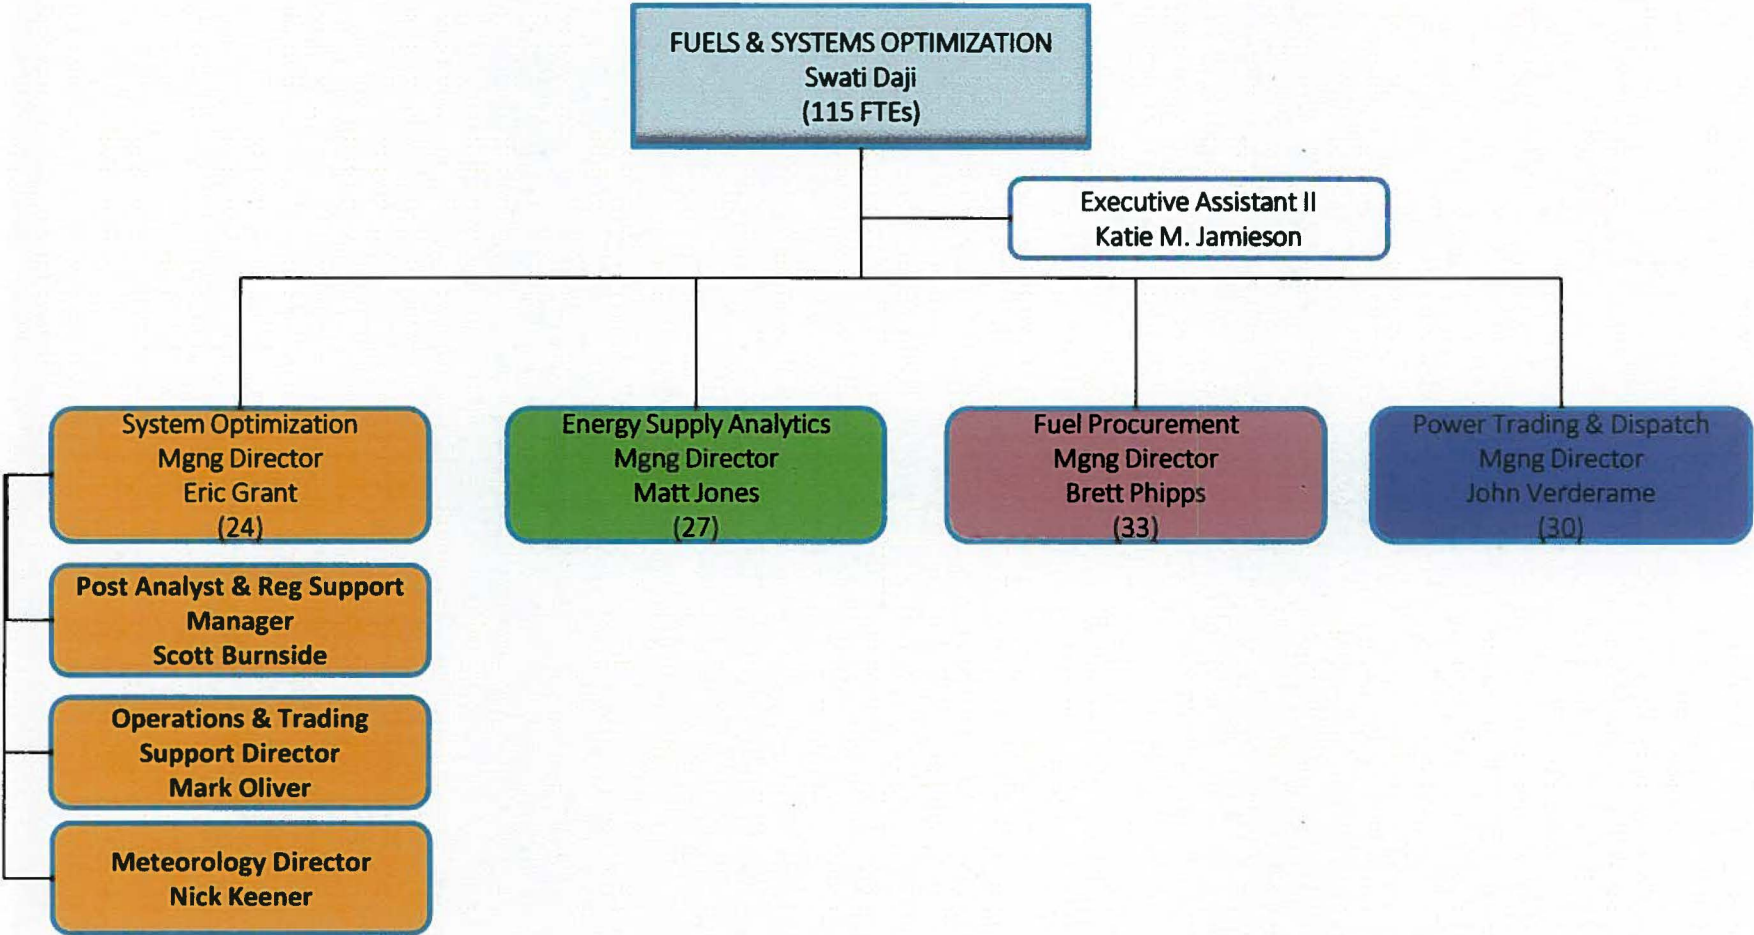 FUELS & SYSTEMS OPTIMIZATION
Swati Daji
(115 FTEs)
Executive Assistant II
Katie M. Jamieson
System Optimization
Mgng Director
Eric Grant
(24)
Energy Supply Analytics
Mgng Director
Matt Jones
(27)
Fuel Procurement
Mgng Director
Brett Phipps
(33)
Power Trading & Dispatch
Mgng Director
John Verderame
(30)
Post Analyst & Reg Support
Manager
Scott Burnside
Operations & Trading
Support Director
Mark Oliver
Meteorology Director
Nick Keener